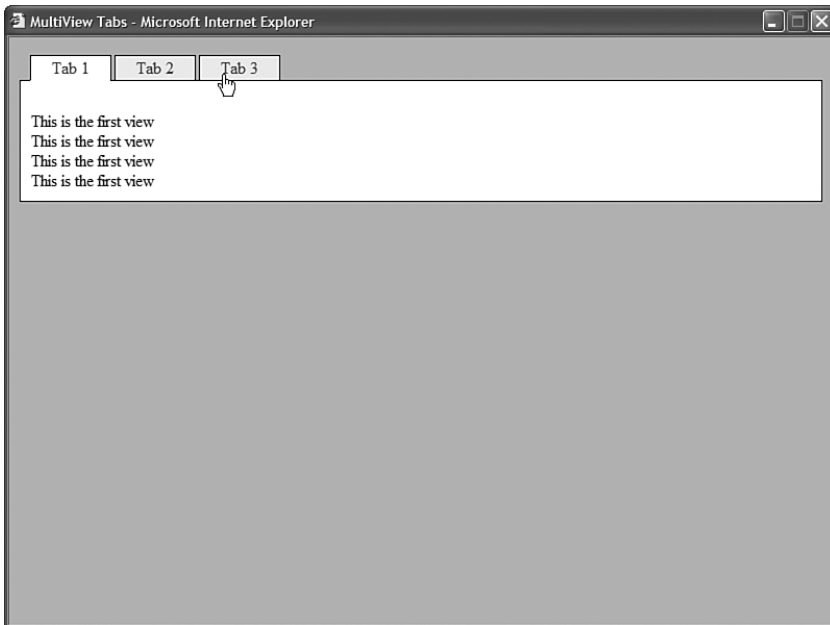 MultiView Tabs - Microsoft Internet Explorer
Tab 1 Tab 2 Tab 3
This is the first view
This is the first view
This is the first view
This is the first view